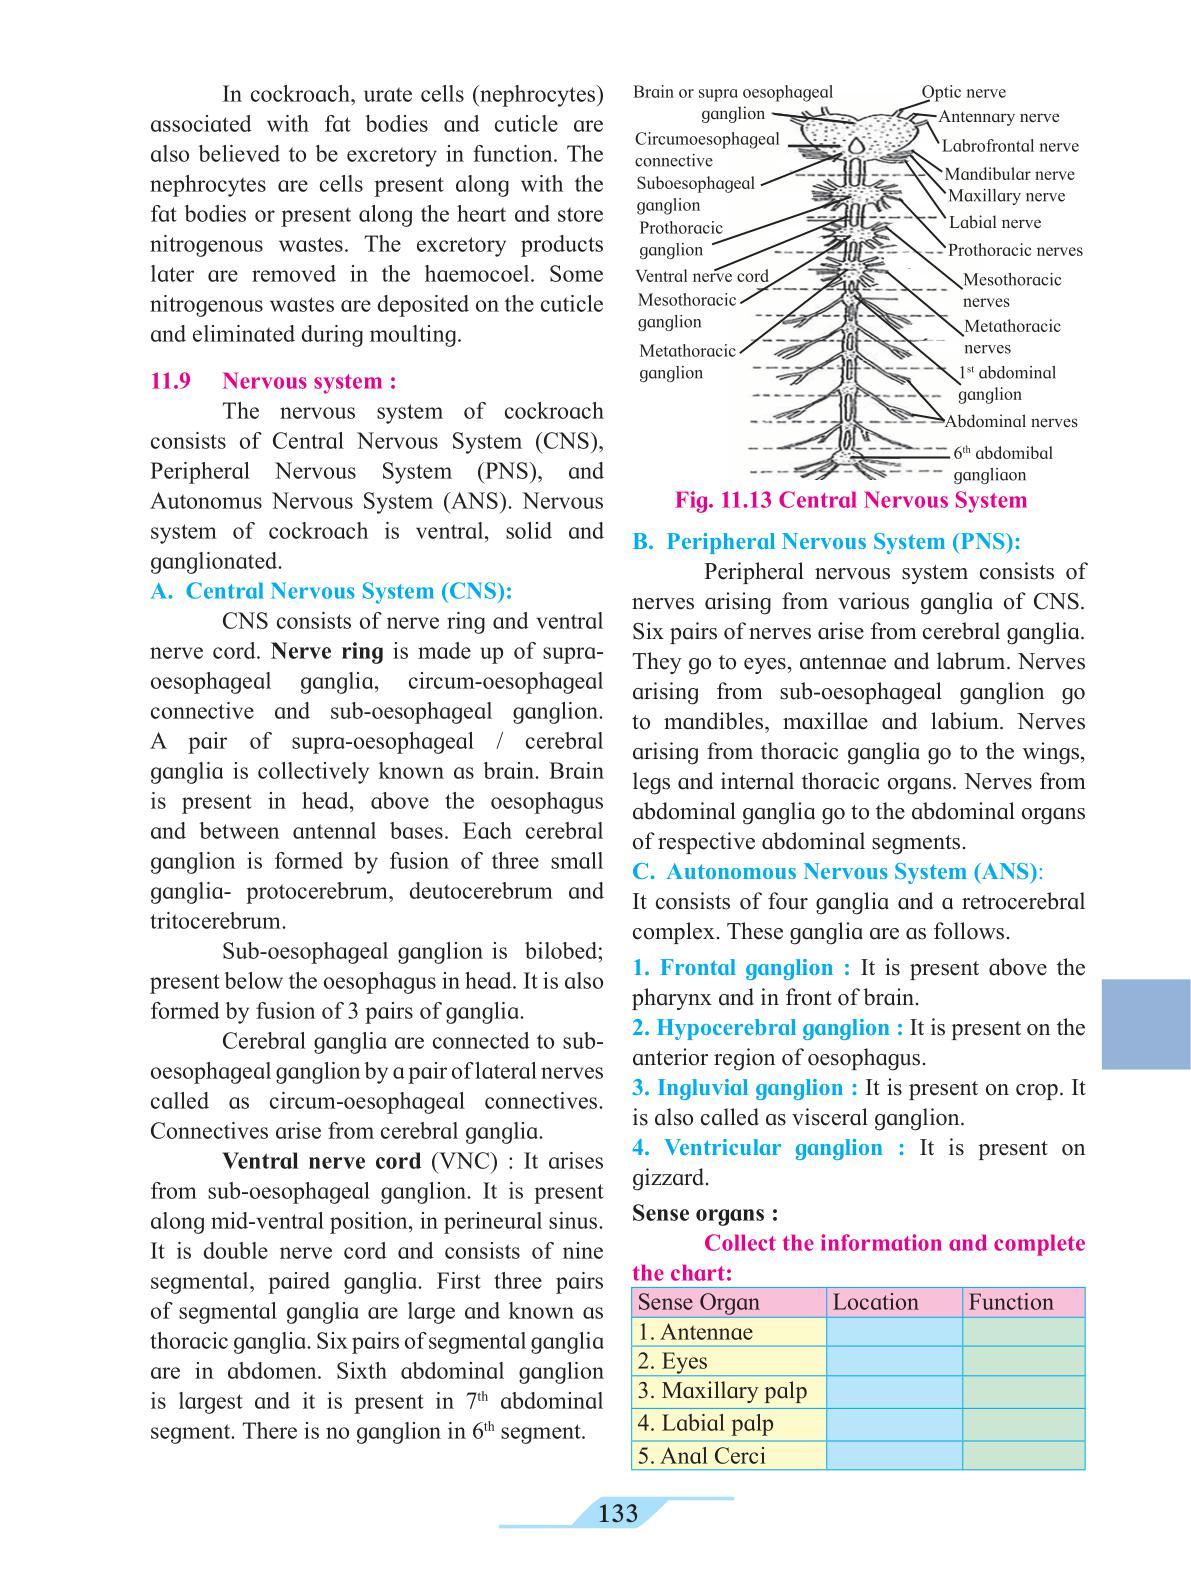 In cockroach, urate cells (nephrocytes)
associated with fat bodies and cuticle are
also believed to be excretory in function. The
nephrocytes are cells present along with the
fat bodies or present along the heart and store
nitrogenous wastes. The excretory products
later are removed in the haemocoel. Some
nitrogenous wastes are deposited on the cuticle
and eliminated during moulting.
11.9 Nervous system :
The nervous system of cockroach
consists of Central Nervous System (CNS),
Peripheral Nervous System (PNS), and
Autonomus Nervous System (ANS). Nervous
system of cockroach is ventral, solid and
ganglionated.
A. Central Nervous System (CNS):
CNS consists of nerve ring and ventral
nerve cord. Nerve ring is made up of supra-
oesophageal ganglia, circum-oesophageal
connective and sub-oesophageal ganglion.
A pair of supra-oesophageal / cerebral
ganglia is collectively known as brain. Brain
is present in head, above the oesophagus
and between antennal bases. Each cerebral
ganglion is formed by fusion of three small
ganglia- protocerebrum, deutocerebrum and
tritocerebrum.
Sub-oesophageal ganglion is bilobed;
present below the oesophagus in head. It is also
formed by fusion of 3 pairs of ganglia.
Cerebral ganglia are connected to sub-
oesophageal ganglion by a pair of lateral nerves
called as circum-oesophageal connectives.
Connectives arise from cerebral ganglia.
Ventral nerve cord (VNC) : It arises
from sub-oesophageal ganglion. It is present
along mid-ventral position, in perineural sinus.
It is double nerve cord and consists of nine
segmental, paired ganglia. First three pairs
of segmental ganglia are large and known as
thoracic ganglia. Six pairs of segmental ganglia
are in abdomen. Sixth abdominal ganglion
is largest and it is present in 7th abdominal
segment. There is no ganglion in 6th segment.
Brain or supra oesophageal
ganglion
Circumoesophageal
connective
Suboesophageal
ganglion
Prothoracic
ganglion
Ventral nerve cord
Mesothoracic
ganglion
Metathoracic
ganglion
Optic nerve
Antennary nerve
Labrofrontal nerve
Mandibular nerve
Maxillary nerve
Labial nerve
Prothoracic nerves
Mesothoracic
nerves
Metathoracic
nerves
1st abdominal
ganglion
Abdominal nerves
6th abdomibal
gangliaon
Fig. 11.13 Central Nervous System
B. Peripheral Nervous System (PNS):
Peripheral nervous system consists of
nerves arising from various ganglia of CNS.
Six pairs of nerves arise from cerebral ganglia.
They go to eyes, antennae and labrum. Nerves
arising from sub-oesophageal ganglion go
to mandibles, maxillae and labium. Nerves
arising from thoracic ganglia go to the wings,
legs and internal thoracic organs. Nerves from
abdominal ganglia go to the abdominal organs
of respective abdominal segments.
C. Autonomous Nervous System (ANS):
It consists of four ganglia and a retrocerebral
complex. These ganglia are as follows.
1. Frontal ganglion : It is present above the
pharynx and in front of brain.
2. Hypocerebral ganglion : It is present on the
anterior region of oesophagus.
3. Ingluvial ganglion : It is present on crop. It
is also called as visceral ganglion.
4. Ventricular ganglion : It is present on
gizzard.
Sense organs :
Collect the information and complete
the chart:
Sense Organ Location Function
1. Antennae
2. Eyes
3. Maxillary palp
4. Labial palp
5. Anal Cerci
133